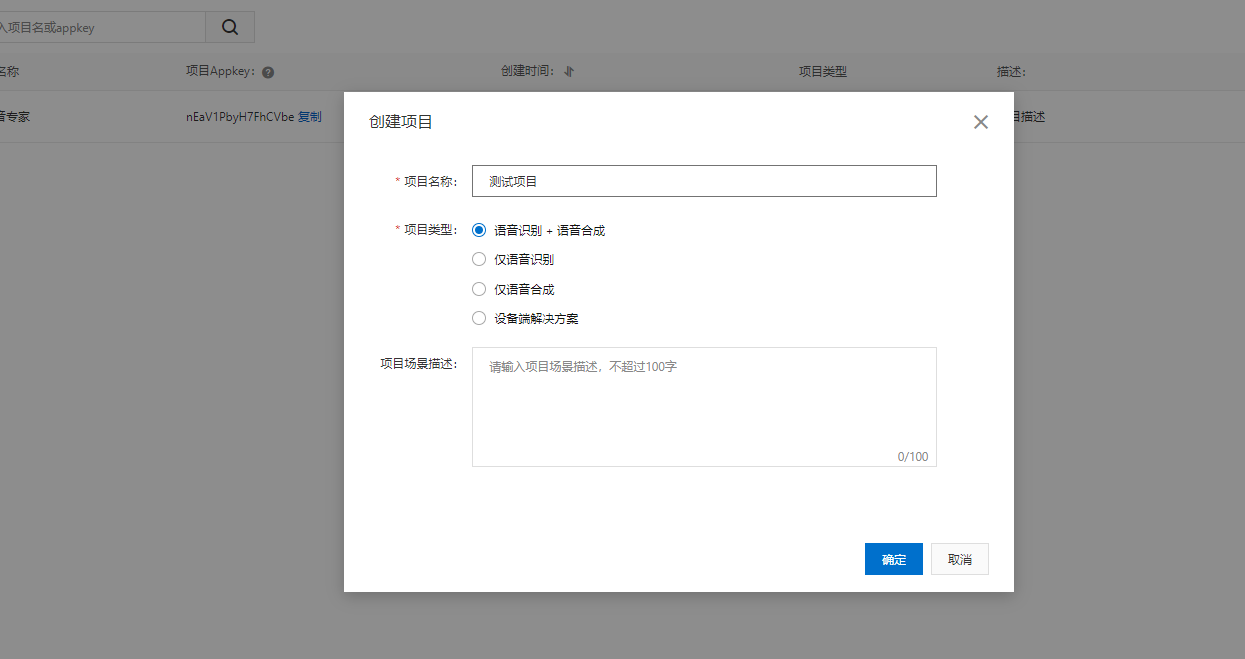 入项目名或appkey
名称 项目Appkey： ? 创建时间： 项目类型 描述：
音专家 nEaV1PbyH7FhCVbe 复制 目描述
创建项目
* 项目名称： 测试项目
* 项目类型： 语音识别 + 语音合成
仅语音识别
仅语音合成
设备端解决方案
项目场景描述： 请输入项目场景描述，不超过100字
0/100
确定 取消